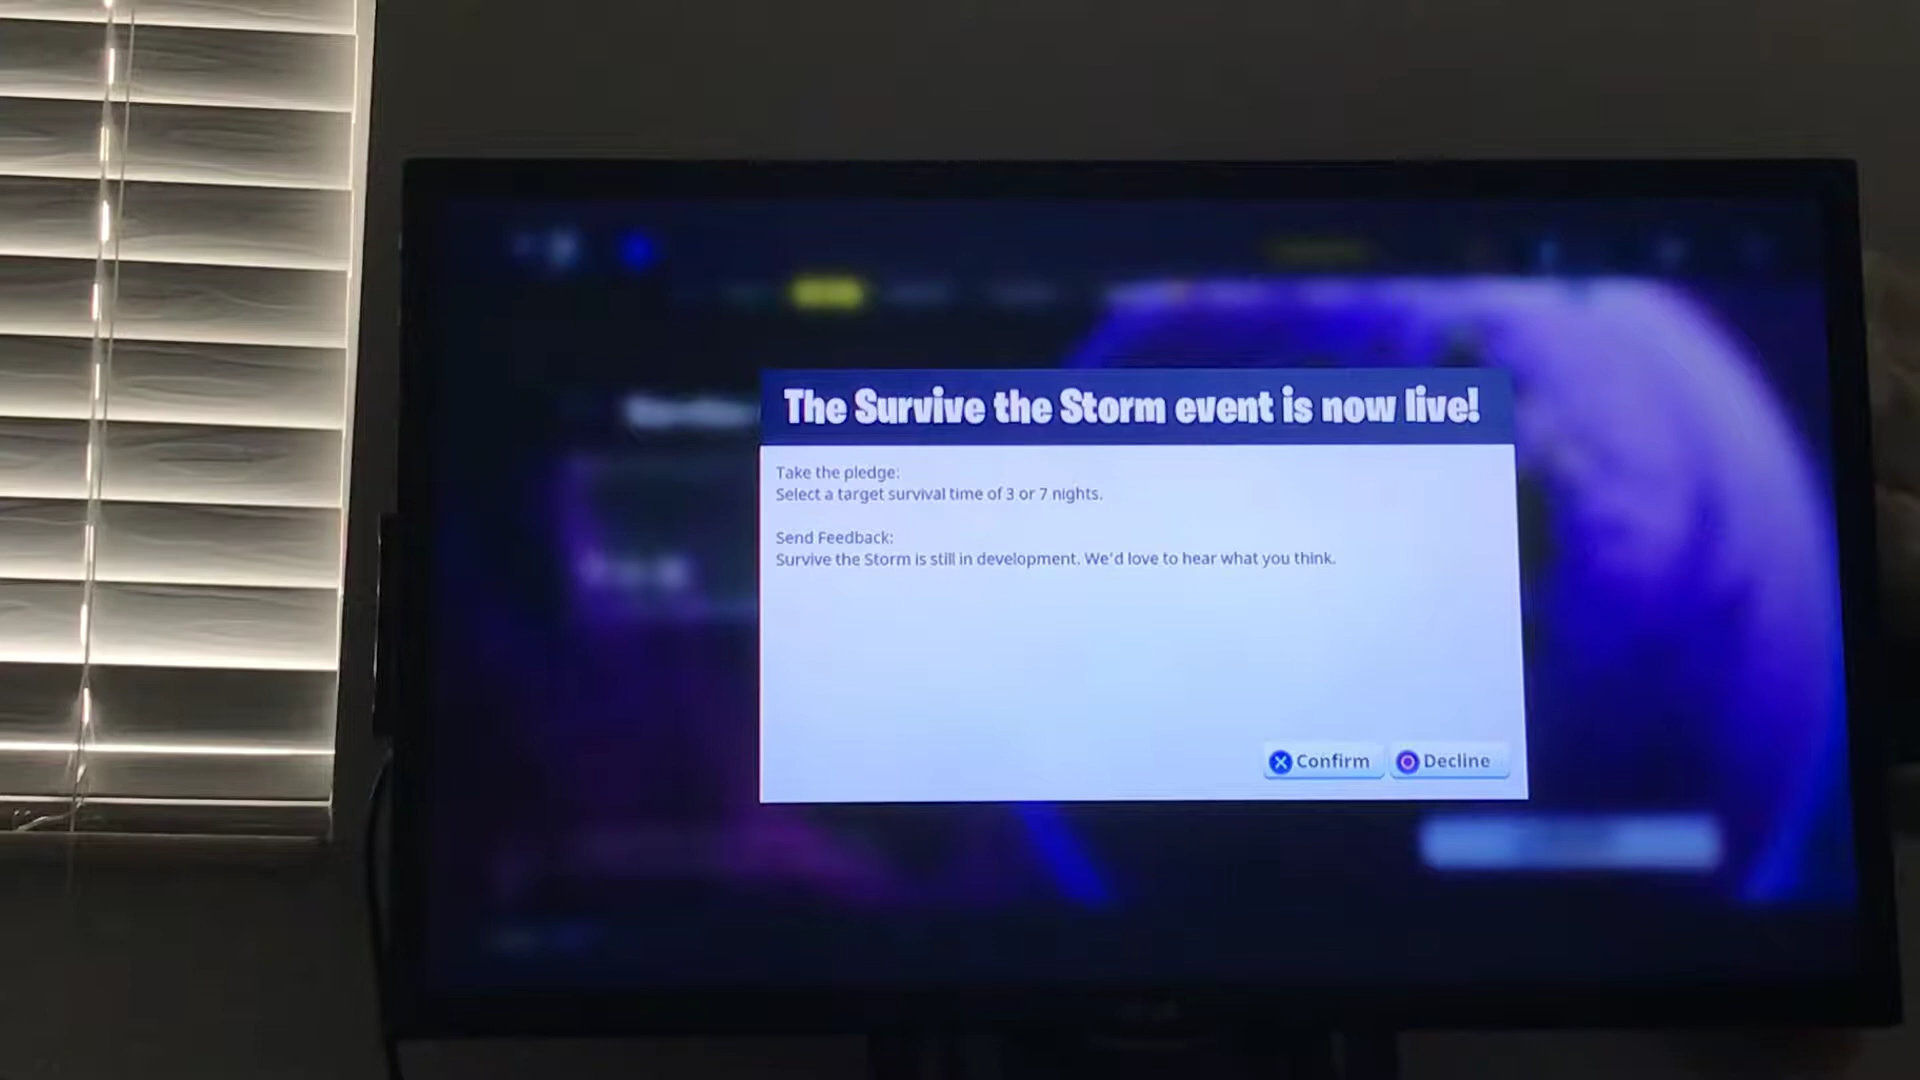 The Survive the Storm event is now live!
Take the pledge:
Select a target survival time of 3 or 7 nights.
Send Feedback:
Survive the Storm is still in development. We'd love to hear what you think.
Confirm
Decline